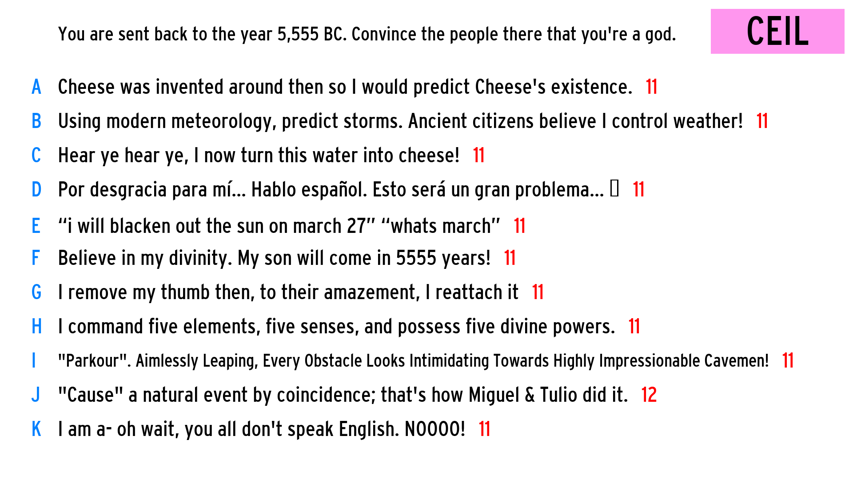 You are sent back to the year 5,555 BC. Convince the people there that you're a god.
CEIL
A Cheese was invented around then so I would predict Cheese's existence. 11
B Using modern meteorology, predict storms. Ancient citizens believe I control weather! 11
C Hear ye hear ye, I now turn this water into cheese! 11
D Por desgracia para mí... Hablo español. Esto será un gran problema... 11
E “i will blacken out the sun on march 27” “whats march” 11
F Believe in my divinity. My son will come in 5555 years! 11
G I remove my thumb then, to their amazement, I reattach it 11
H I command five elements, five senses, and possess five divine powers. 11
I "Parkour". Aimlessly Leaping, Every Obstacle Looks Intimidating Towards Highly Impressionable Cavemen! 11
J "Cause" a natural event by coincidence; that's how Miguel & Tulio did it. 12
K I am a- oh wait, you all don't speak English. NOOOO! 11